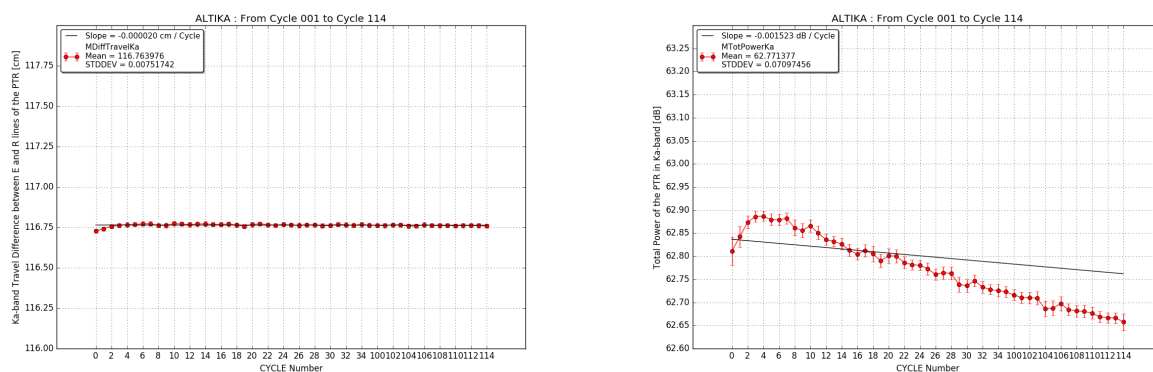 ALTIKA : From Cycle 001 to Cycle 114
Slope = -0.000020 cm / Cycle
MDiffTravelKa
Mean = 116.763976
STDDEV = 0.00751742
Ka-band Travel Difference between E and R lines of the PTR [cm]
117.75
117.50
117.25
117.00
116.75
116.50
116.25
116.00
0 2 4 6 8 10 12 14 16 18 20 22 24 26 28 30 32 34 100 102 104 106 108 110 112 114
CYCLE Number
ALTIKA : From Cycle 001 to Cycle 114
Slope = -0.001523 dB / Cycle
MTotPowerKa
Mean = 62.771377
STDDEV = 0.07097456
Total Power of the PTR in Ka-band [dB]
63.25
63.20
63.15
63.10
63.05
63.00
62.95
62.90
62.85
62.80
62.75
62.70
62.65
62.60
0 2 4 6 8 10 12 14 16 18 20 22 24 26 28 30 32 34 100 102 104 106 108 110 112 114
CYCLE Number